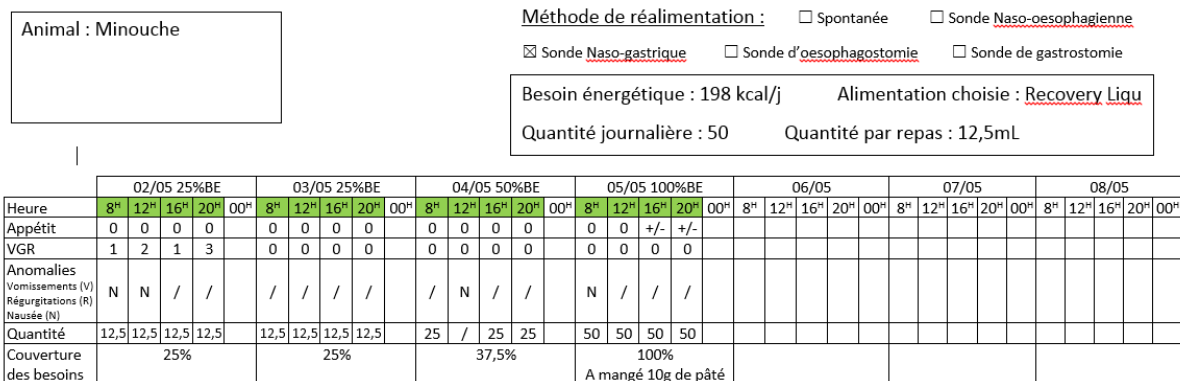 Animal : Minouche
Méthode de réalimentation : ☐ Spontanée ☐ Sonde Naso-oesophagienne
☒ Sonde Naso-gastrique ☐ Sonde d'oesophagostomie ☐ Sonde de gastrostomie
Besoin énergétique : 198 kcal/j Alimentation choisie : Recovery Liqu
Quantité journalière : 50 Quantité par repas : 12,5mL
02/05 25%BE 03/05 25%BE 04/05 50%BE 05/05 100%BE 06/05 07/05 08/05
Heure 8H 12H 16H 20H 00H 8H 12H 16H 20H 00H 8H 12H 16H 20H 00H 8H 12H 16H 20H 00H 8H 12H 16H 20H 00H 8H 12H 16H 20H 00H 8H 12H 16H 20H 00H
Appétit 0 0 0 0 0 0 0 0 0 0 0 0 0 0 +/- +/-
VGR 1 2 1 3 0 0 0 0 0 0 0 0 0 0 0 0
Anomalies
Vomissements (V)
Régurgitations (R)
Nausée (N)
N N / / / / / / / N / / N / / /
Quantité 12,5 12,5 12,5 12,5 12,5 12,5 12,5 12,5 25 / 25 25 50 50 50 50
Couverture des besoins 25% 25% 37,5% 100%
A mangé 10g de pâté